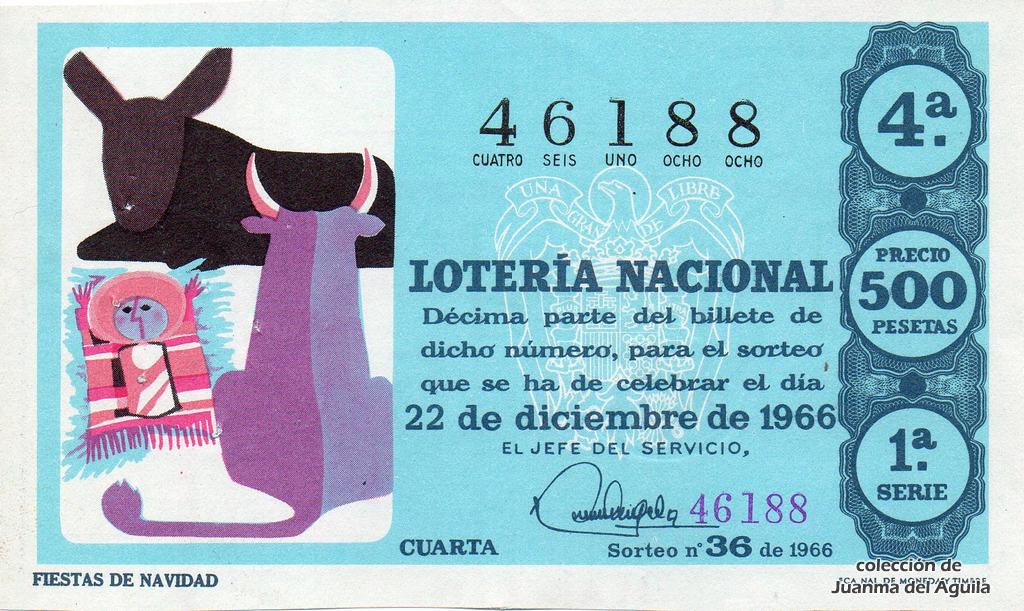 46188
CUATRO SEIS UNO OCHO OCHO
UNA GRANDE LIBRE
LOTERÍA NACIONAL
Décima parte del billete de
dicho número, para el sorteo
que se ha de celebrar el día
22 de diciembre de 1966
EL JEFE DEL SERVICIO,
46188
CUARTA
Sorteo nº 36 de 1966
4.ª
PRECIO
500
PESETAS
1.ª
SERIE
FIESTAS DE NAVIDAD
colección de
Juanma del Aguila